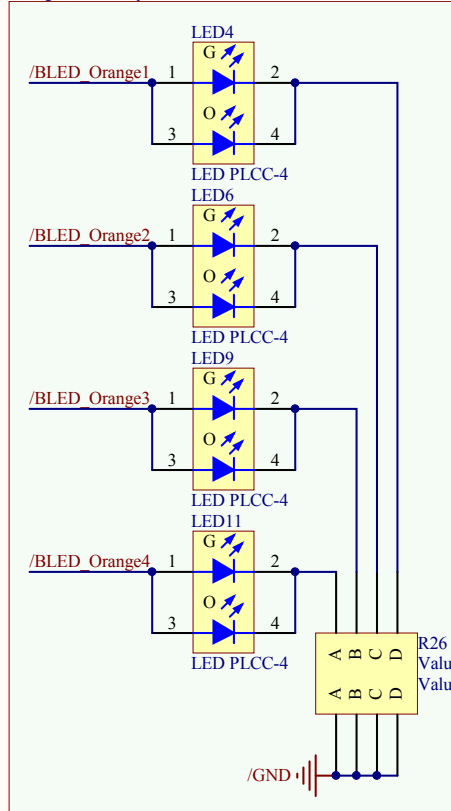 LED4
G
/BLED_Orange1 1 2
O
3 4
LED PLCC-4
LED6
G
/BLED_Orange2 1 2
O
3 4
LED PLCC-4
LED9
G
/BLED_Orange3 1 2
O
3 4
LED PLCC-4
LED11
G
/BLED_Orange4 1 2
O
3 4
LED PLCC-4
R26
A B C D
Valu
A B C D
Valu
/GND